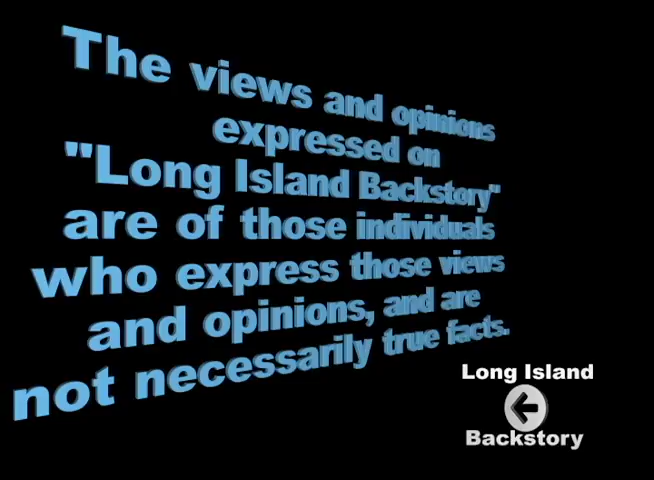 The views and opinions
expressed on
"Long Island Backstory"
are of those individuals
who express those views
and opinions, and are
not necessarily true facts.
Long Island
Backstory